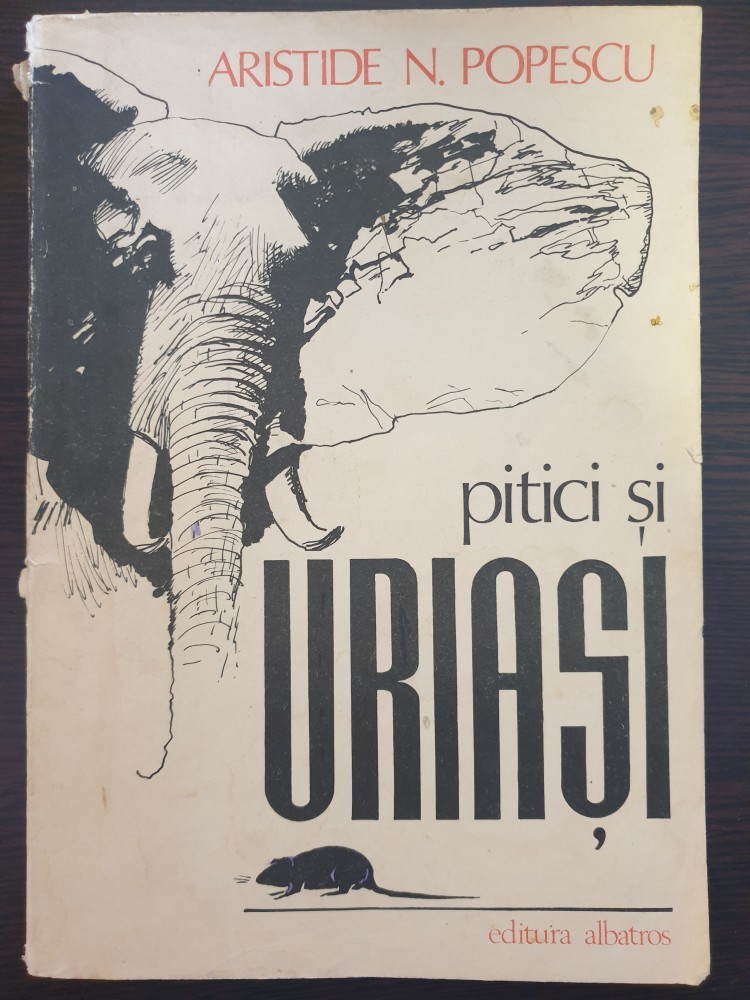 ARISTIDE N. POPESCU
pitici și
URIAȘI
editura albatros